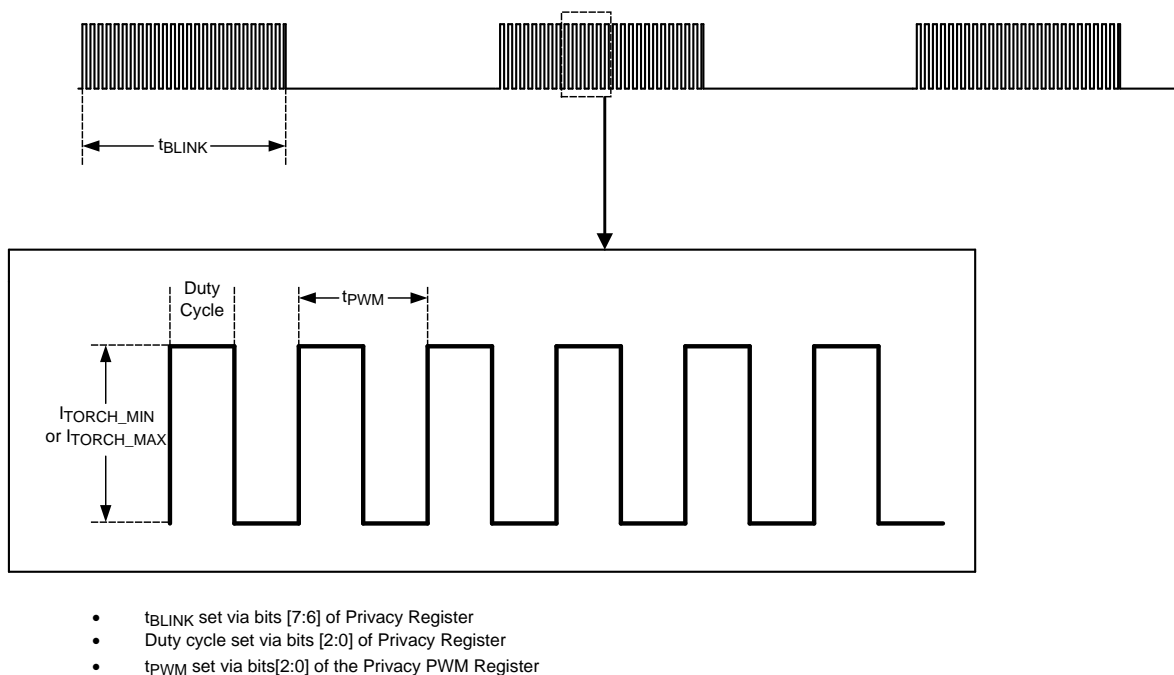 tBLINK
Duty
Cycle
tPWM
ITORCH_MIN
or ITORCH_MAX
• tBLINK set via bits [7:6] of Privacy Register
• Duty cycle set via bits [2:0] of Privacy Register
• tPWM set via bits[2:0] of the Privacy PWM Register